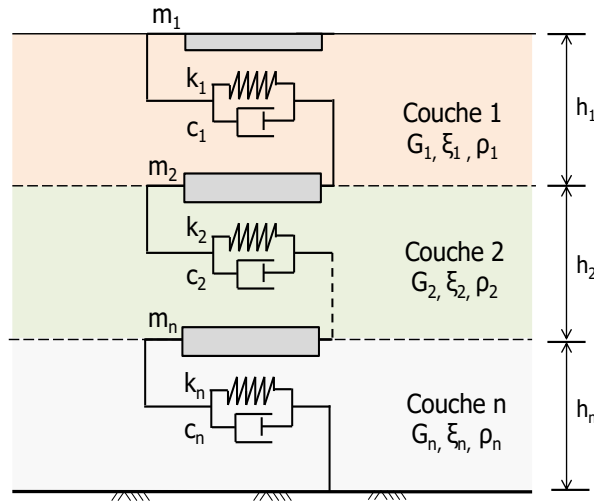 m₁
k₁
c₁
Couche 1
G₁, ξ₁ , ρ₁
h₁
m₂
k₂
c₂
Couche 2
G₂, ξ₂, ρ₂
h₂
mₙ
kₙ
cₙ
Couche n
Gₙ, ξₙ, ρₙ
hₙ